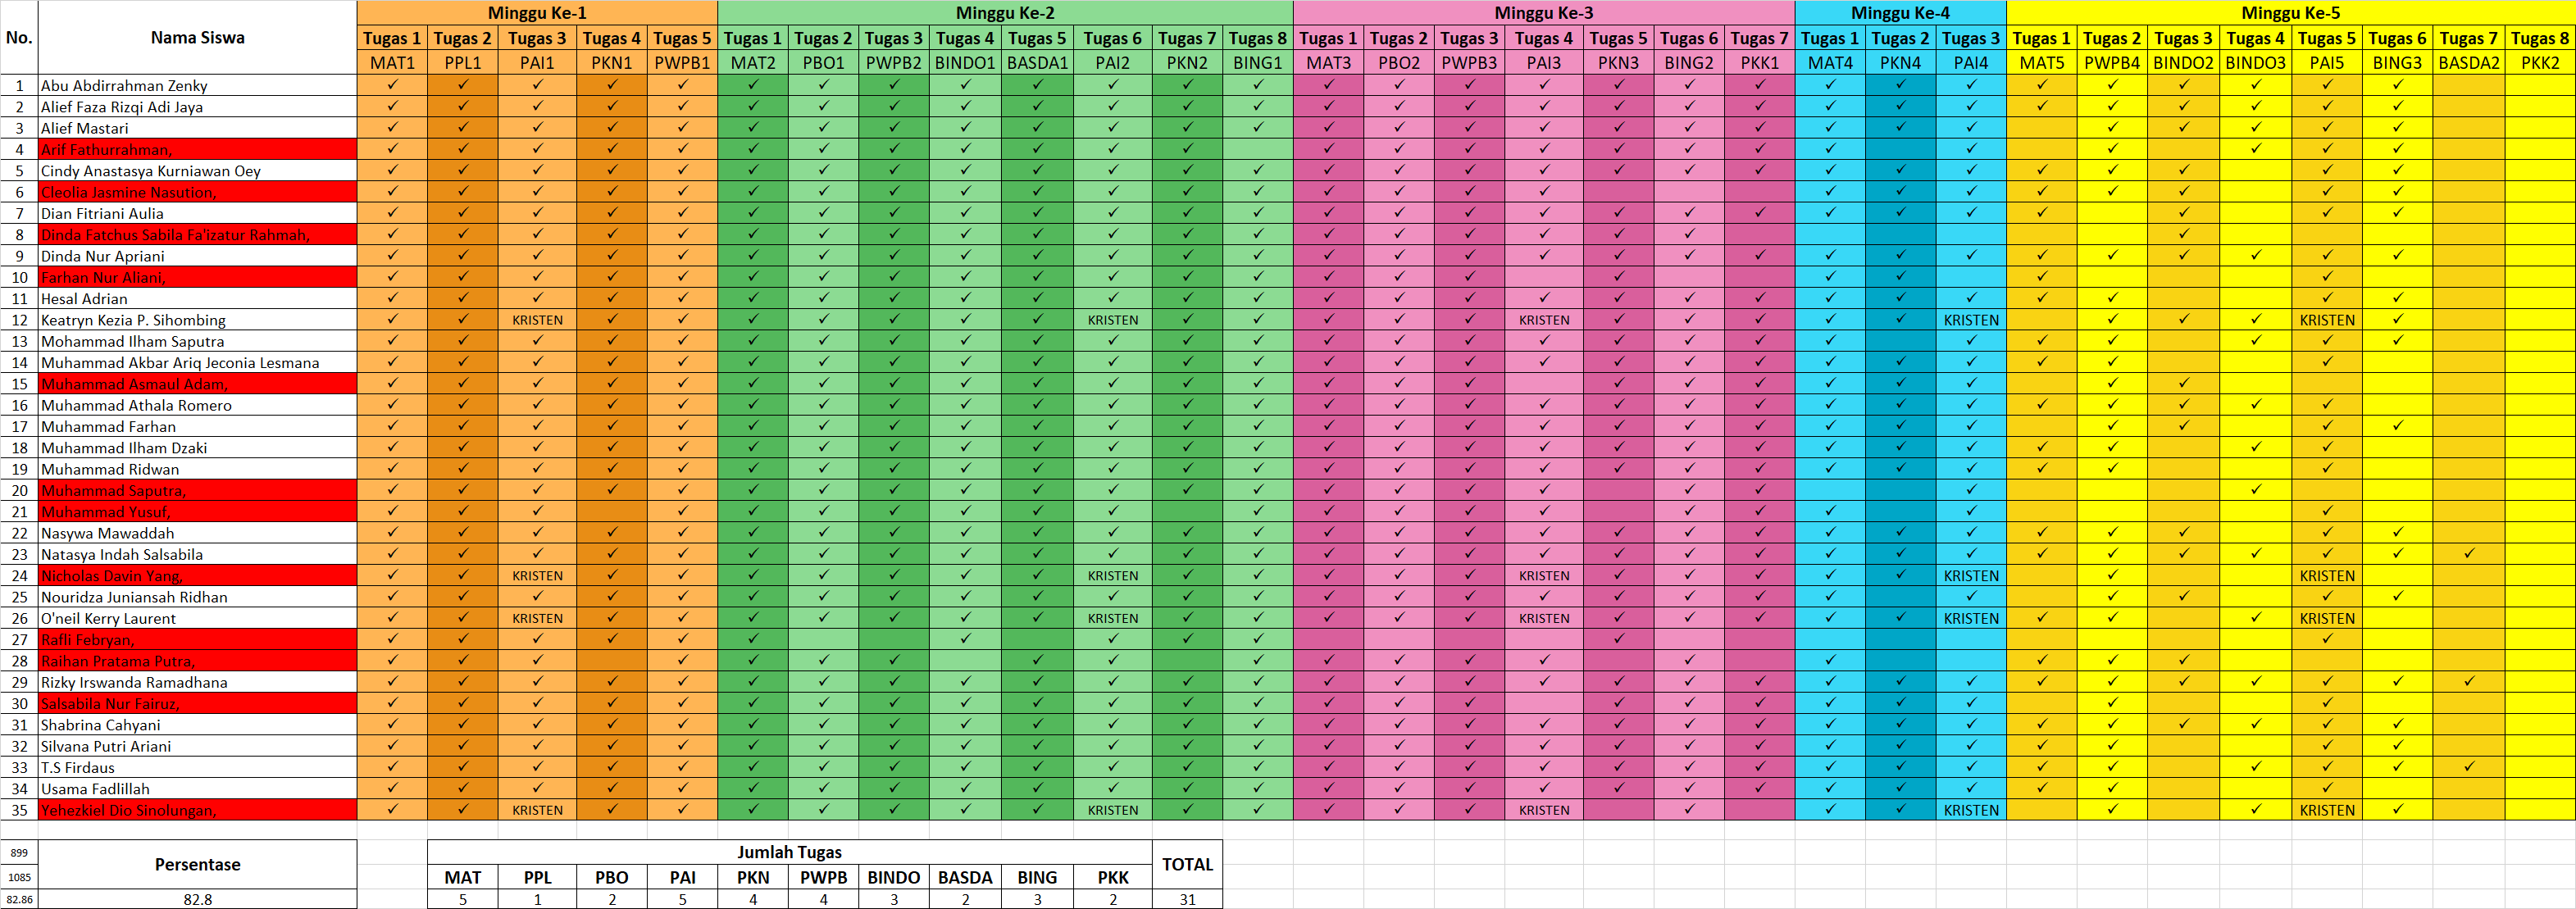 No. Nama Siswa Minggu Ke-1 Minggu Ke-2 Minggu Ke-3 Minggu Ke-4 Minggu Ke-5
Tugas 1 Tugas 2 Tugas 3 Tugas 4 Tugas 5 Tugas 1 Tugas 2 Tugas 3 Tugas 4 Tugas 5 Tugas 6 Tugas 7 Tugas 8 Tugas 1 Tugas 2 Tugas 3 Tugas 4 Tugas 5 Tugas 6 Tugas 7 Tugas 1 Tugas 2 Tugas 3 Tugas 1 Tugas 2 Tugas 3 Tugas 4 Tugas 5 Tugas 6 Tugas 7 Tugas 8
MAT1 PPL1 PAI1 PKN1 PWPB1 MAT2 PBO1 PWPB2 BINDO1 BASDA1 PAI2 PKN2 BING1 MAT3 PBO2 PWPB3 PAI3 PKN3 BING2 PKK1 MAT4 PKN4 PAI4 MAT5 PWPB4 BINDO2 BINDO3 PAI5 BING3 BASDA2 PKK2
1 Abu Abdirrahman Zenky
2 Alief Faza Rizqi Adi Jaya
3 Alief Mastari
4 Arif Fathurrahman,
5 Cindy Anastasya Kurniawan Oey
6 Cleolia Jasmine Nasution,
7 Dian Fitriani Aulia
8 Dinda Fatchus Sabila Fa'izatur Rahmah,
9 Dinda Nur Apriani
10 Farhan Nur Aliani,
11 Hesal Adrian
12 Keatryn Kezia P. Sihombing KRISTEN KRISTEN KRISTEN KRISTEN KRISTEN
13 Mohammad Ilham Saputra
14 Muhammad Akbar Ariq Jeconia Lesmana
15 Muhammad Asmaul Adam,
16 Muhammad Athala Romero
17 Muhammad Farhan
18 Muhammad Ilham Dzaki
19 Muhammad Ridwan
20 Muhammad Saputra,
21 Muhammad Yusuf,
22 Nasywa Mawaddah
23 Natasya Indah Salsabila
24 Nicholas Davin Yang, KRISTEN KRISTEN KRISTEN KRISTEN KRISTEN
25 Nouridza Juniansah Ridhan
26 O'neil Kerry Laurent KRISTEN KRISTEN KRISTEN KRISTEN KRISTEN
27 Rafli Febryan,
28 Raihan Pratama Putra,
29 Rizky Irswanda Ramadhana
30 Salsabila Nur Fairuz,
31 Shabrina Cahyani
32 Silvana Putri Ariani
33 T.S Firdaus
34 Usama Fadlillah
35 Yehezkiel Dio Sinolungan, KRISTEN KRISTEN KRISTEN KRISTEN KRISTEN
899 Persentase Jumlah Tugas TOTAL
1085 MAT PPL PBO PAI PKN PWPB BINDO BASDA BING PKK
82.86 82.8 5 1 2 5 4 4 3 2 3 2 31